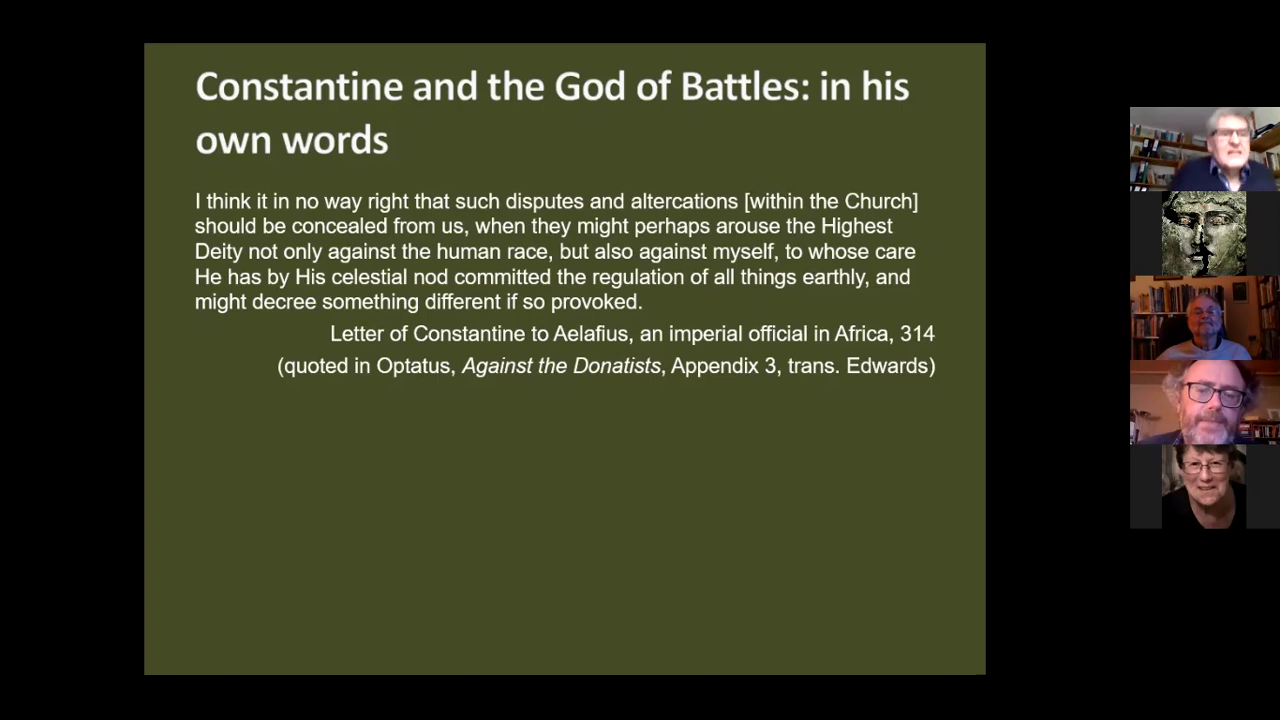 Constantine and the God of Battles: in his
own words
I think it in no way right that such disputes and altercations [within the Church]
should be concealed from us, when they might perhaps arouse the Highest
Deity not only against the human race, but also against myself, to whose care
He has by His celestial nod committed the regulation of all things earthly, and
might decree something different if so provoked.
Letter of Constantine to Aelafius, an imperial official in Africa, 314
(quoted in Optatus, Against the Donatists, Appendix 3, trans. Edwards)